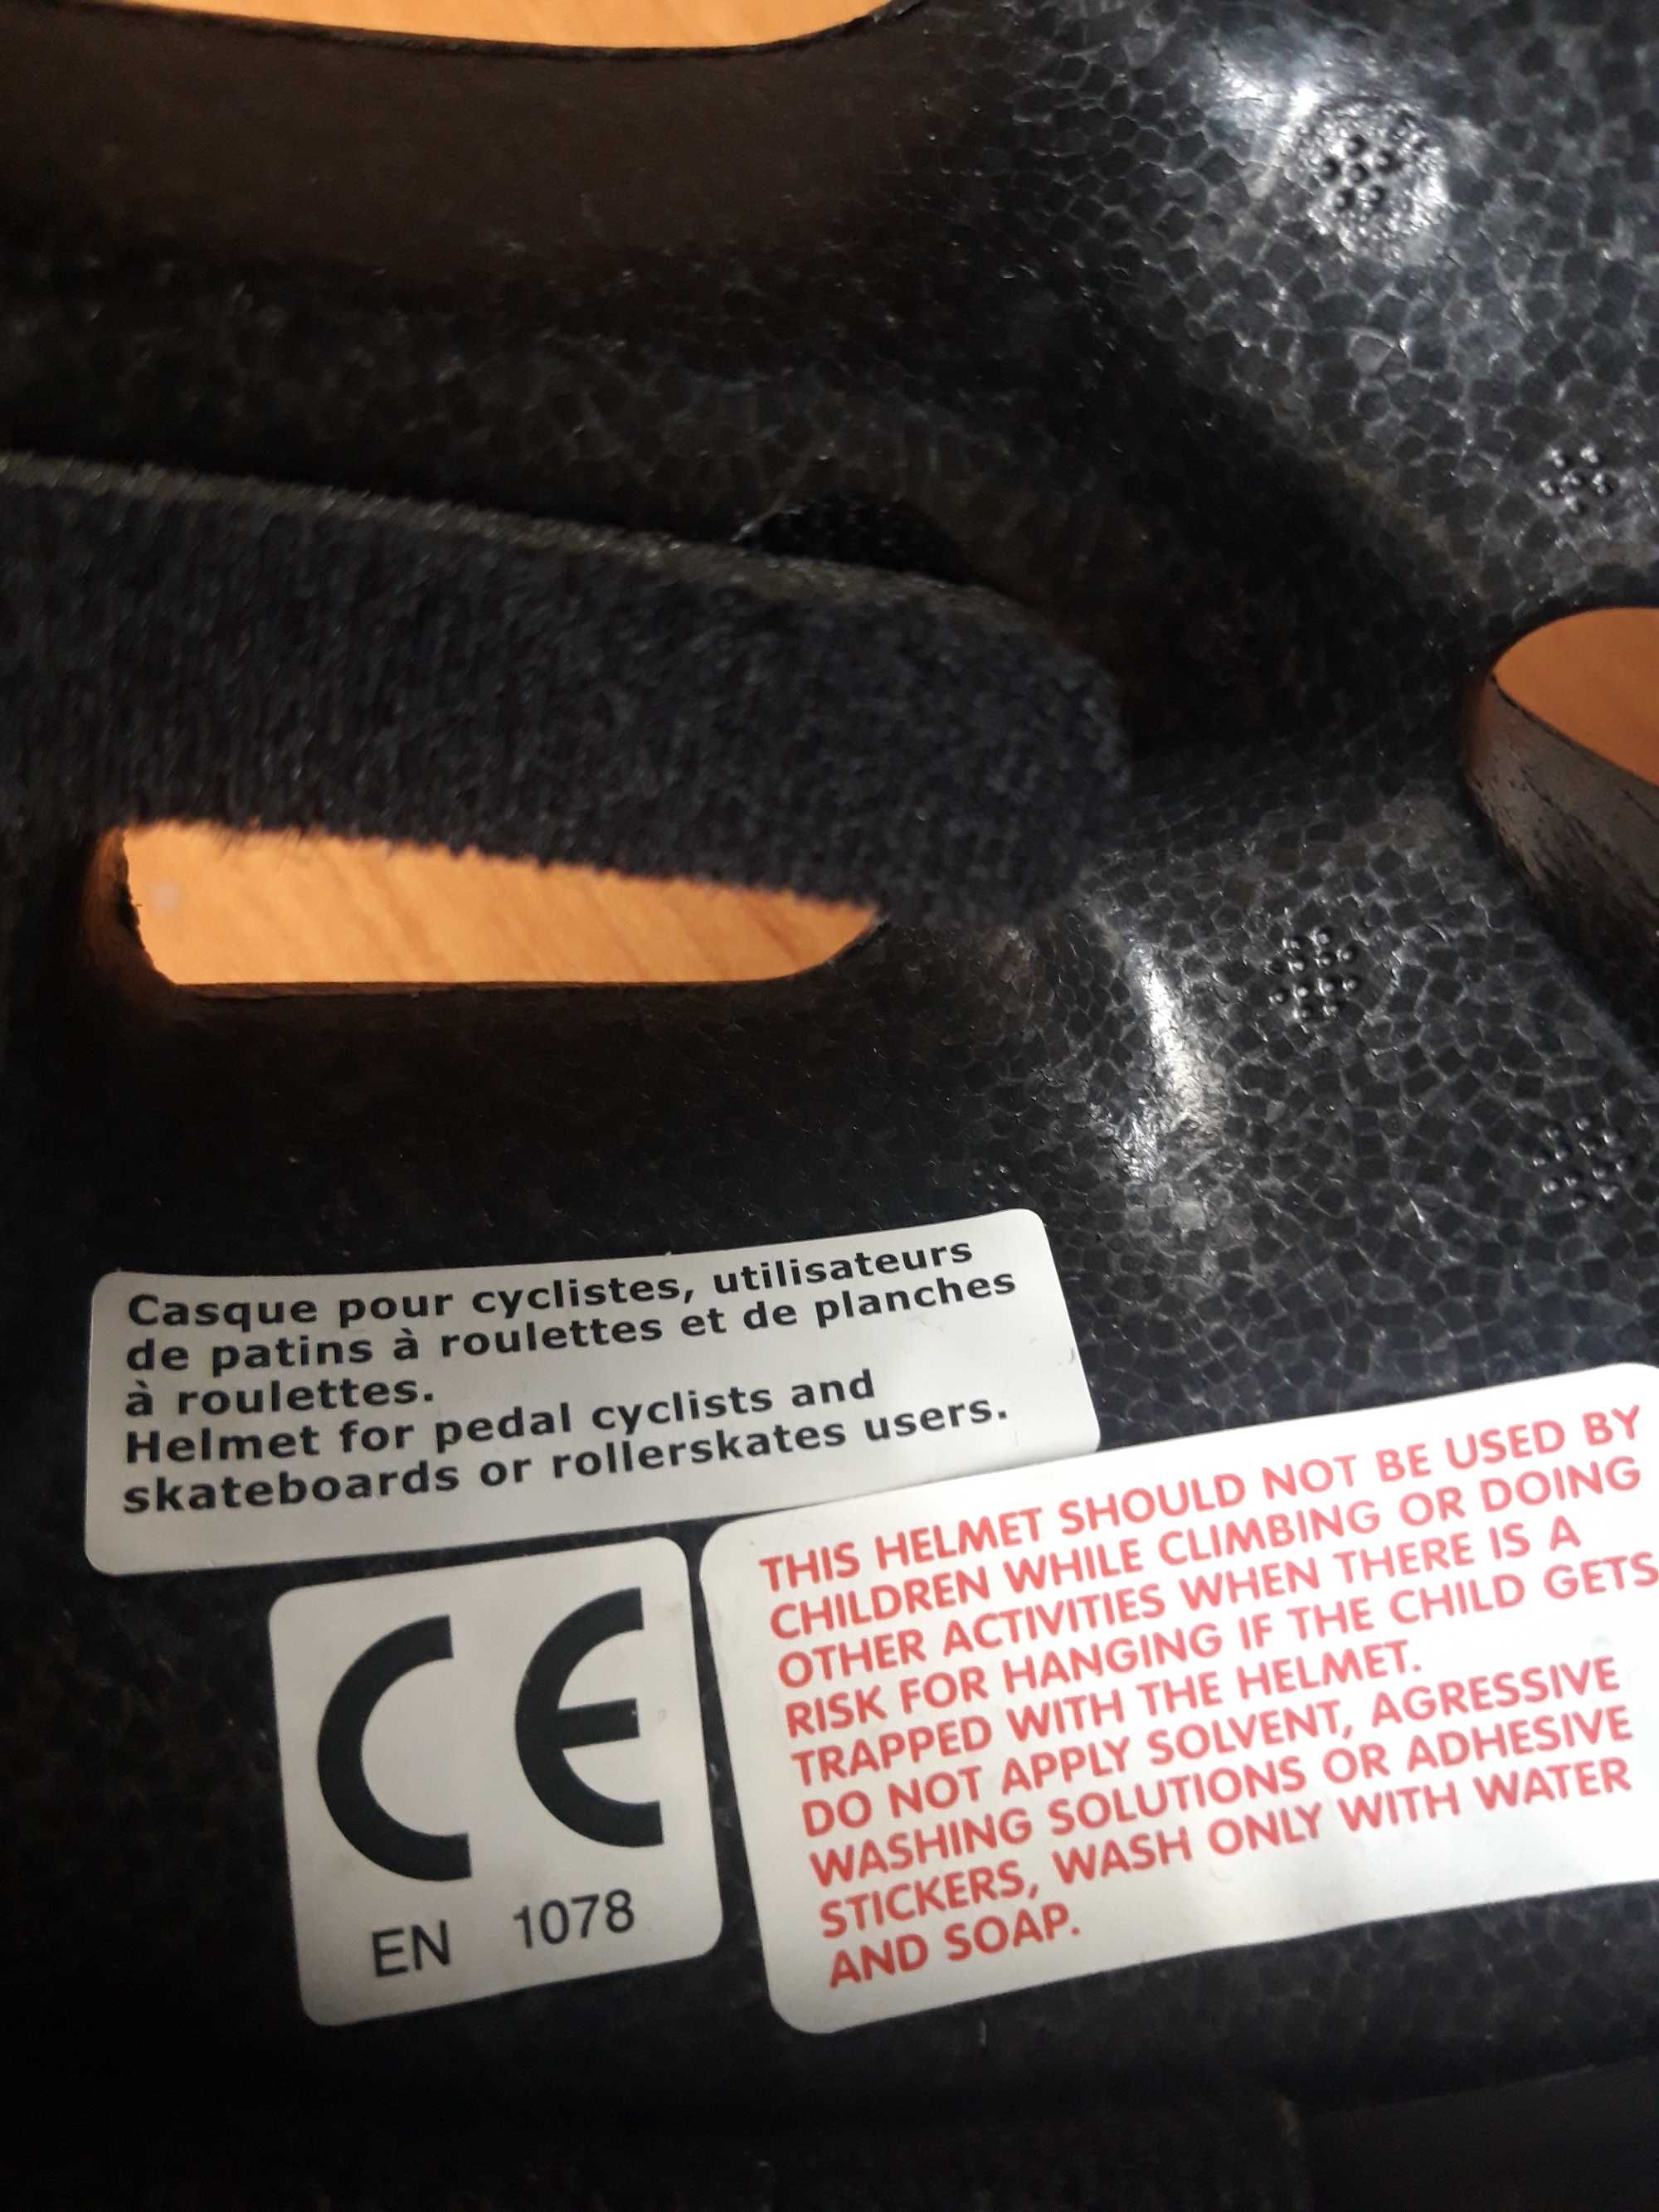 Casque pour cyclistes, utilisateurs
de patins à roulettes et de planches
à roulettes.
Helmet for pedal cyclists and
skateboards or rollerskates users.
CE
EN 1078
THIS HELMET SHOULD NOT BE USED BY
CHILDREN WHILE CLIMBING OR DOING
OTHER ACTIVITIES WHEN THERE IS A
RISK FOR HANGING IF THE CHILD GETS
TRAPPED WITH THE HELMET.
DO NOT APPLY SOLVENT, AGRESSIVE
WASHING SOLUTIONS OR ADHESIVE
STICKERS, WASH ONLY WITH WATER
AND SOAP.